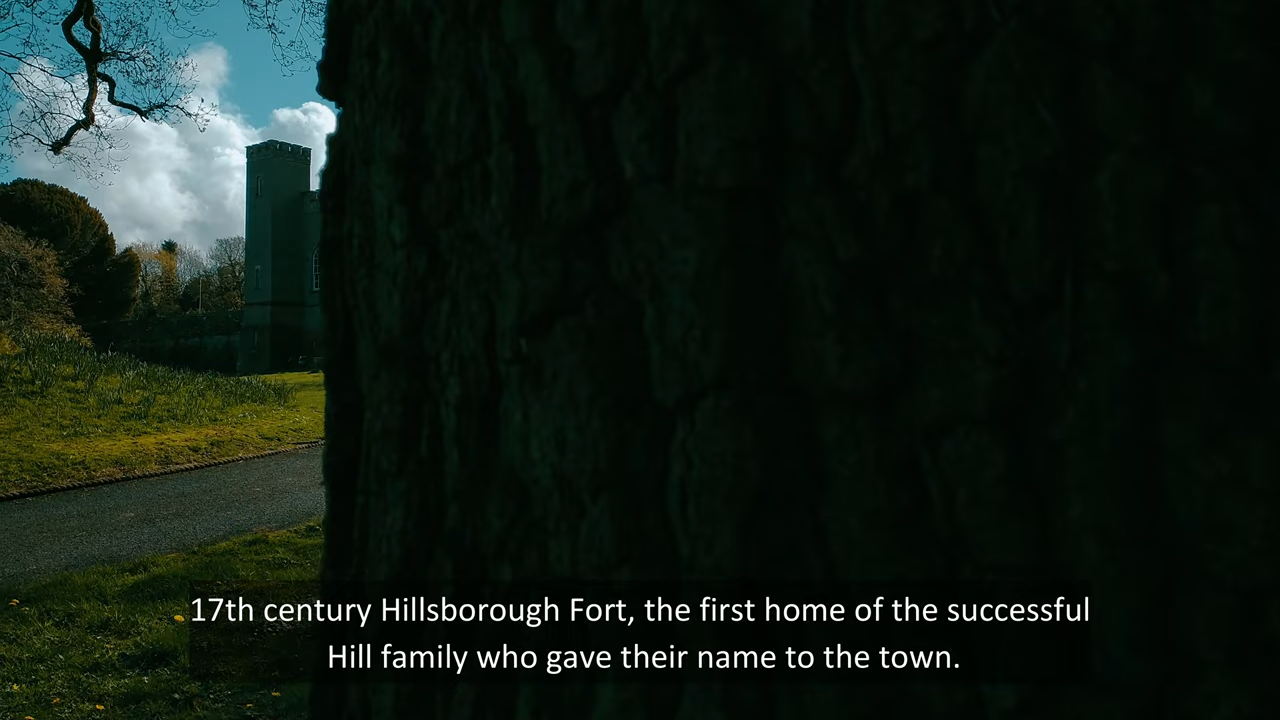 17th century Hillsborough Fort, the first home of the successful
Hill family who gave their name to the town.